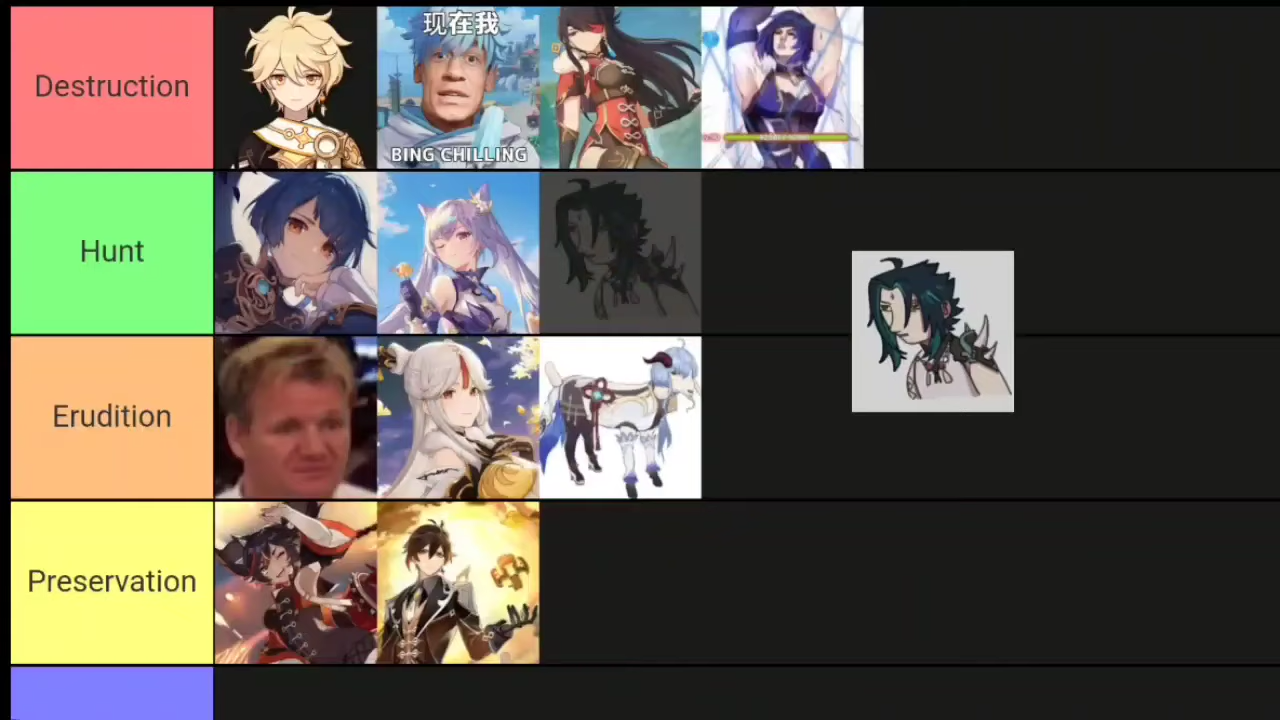 Destruction
现在我
BING CHILLING
Hunt
Erudition
Preservation